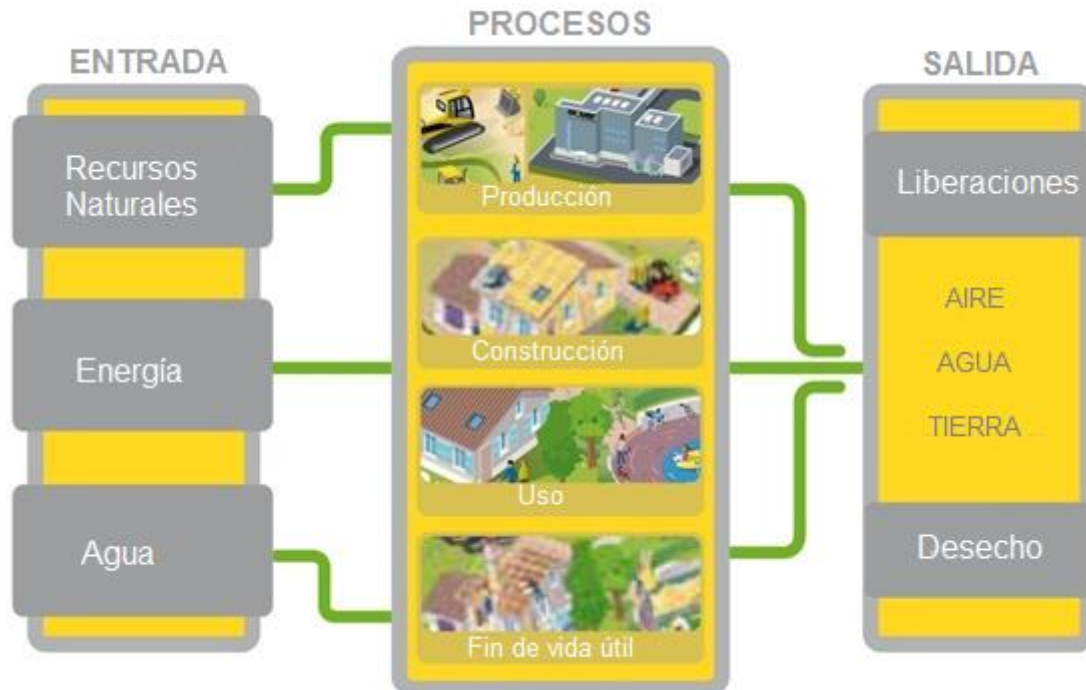 PROCESOS
ENTRADA
SALIDA
Recursos
Naturales
Energía
Agua
Producción
Construcción
Uso
Fin de vida útil
Liberaciones
AIRE
AGUA
TIERRA
Desecho